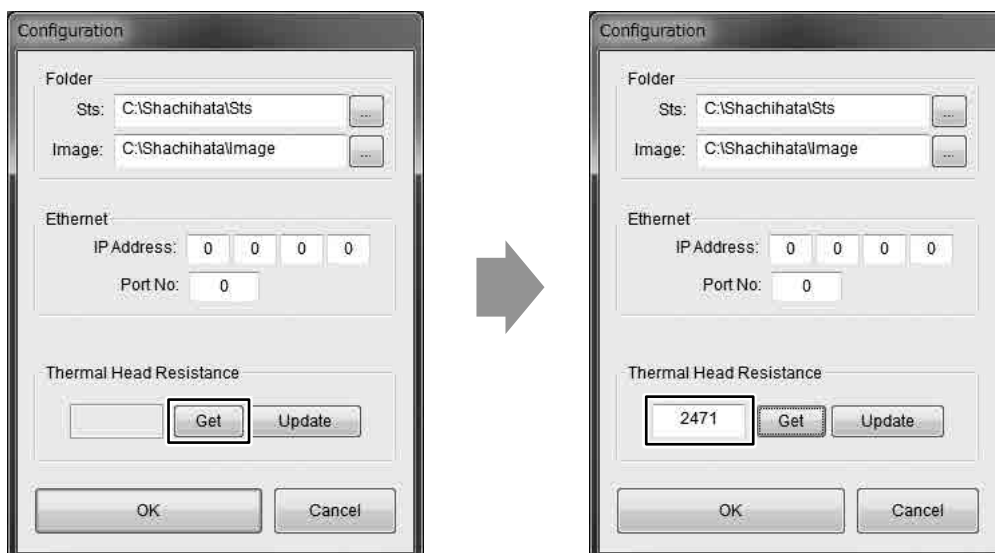 Configuration
Folder
Sts: C:\Shachihata\Sts ...
Image: C:\Shachihata\Image ...
Ethernet
IP Address: 0 0 0 0
Port No: 0
Thermal Head Resistance
Get Update
OK Cancel
Configuration
Folder
Sts: C:\Shachihata\Sts ...
Image: C:\Shachihata\Image ...
Ethernet
IP Address: 0 0 0 0
Port No: 0
Thermal Head Resistance
2471 Get Update
OK Cancel